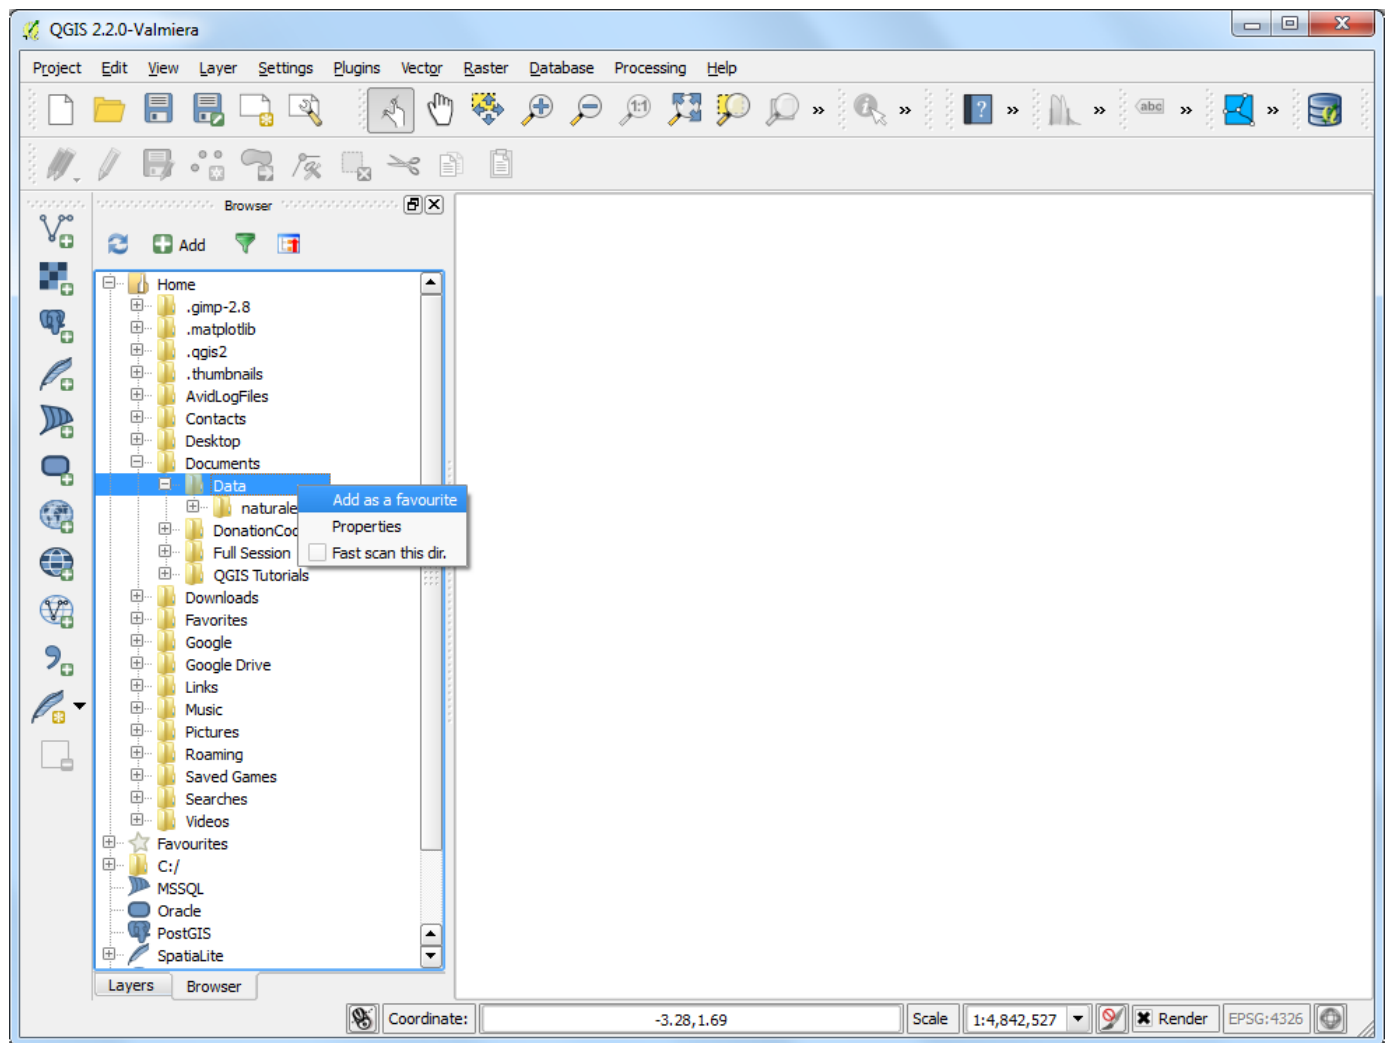 QGIS 2.2.0-Valmiera
Project Edit View Layer Settings Plugins Vector Raster Database Processing Help
1:1 » » ? » » abc » »
Browser
Add
Home
.gimp-2.8
.matplotlib
.qgis2
.thumbnails
AvidLogFiles
Contacts
Desktop
Documents
Data
Add as a favourite
naturale
Properties
DonationCoo
Full Session
Fast scan this dir.
QGIS Tutorials
Downloads
Favorites
Google
Google Drive
Links
Music
Pictures
Roaming
Saved Games
Searches
Videos
Favourites
C:/
MSSQL
Oracle
PostGIS
SpatiaLite
Layers Browser
Coordinate: -3.28,1.69 Scale 1:4,842,527 Render EPSG:4326